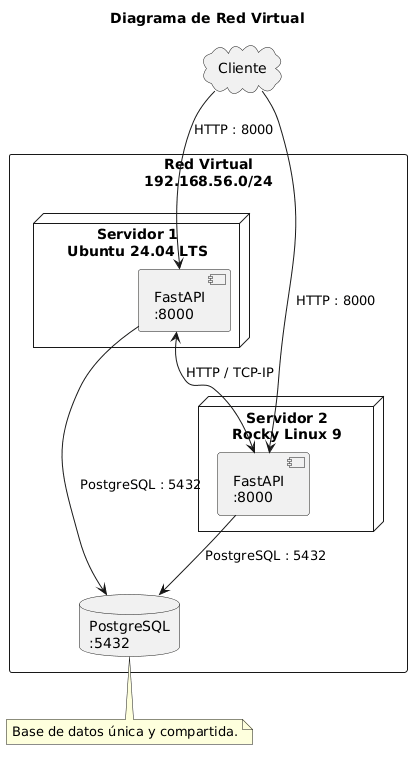 Diagrama de Red Virtual
Cliente
HTTP : 8000
Red Virtual
192.168.56.0/24
Servidor 1
Ubuntu 24.04 LTS
FastAPI
:8000
HTTP : 8000
HTTP / TCP-IP
Servidor 2
Rocky Linux 9
FastAPI
:8000
PostgreSQL : 5432
PostgreSQL : 5432
PostgreSQL
:5432
Base de datos única y compartida.